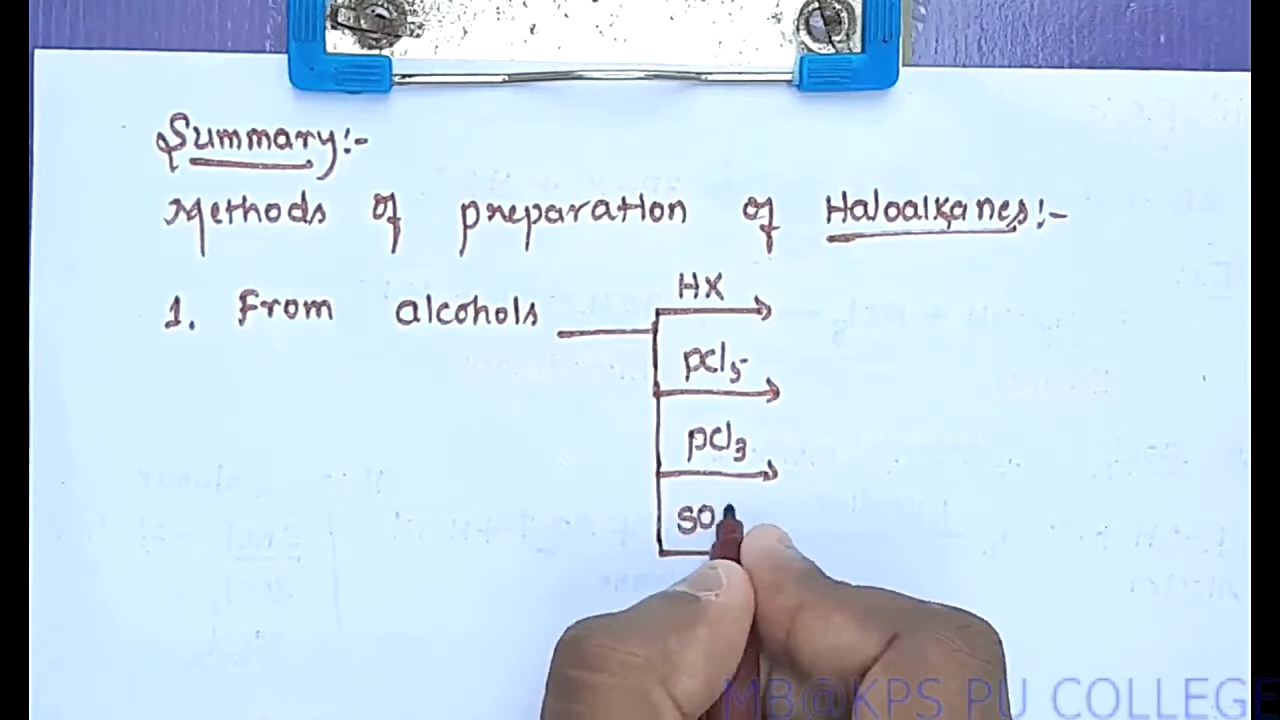 Summary:-
Methods of preparation of Haloalkanes:-
1. From alcohols
HX
pcl5
pcl3
SO
MB@KPS PU COLLEGE